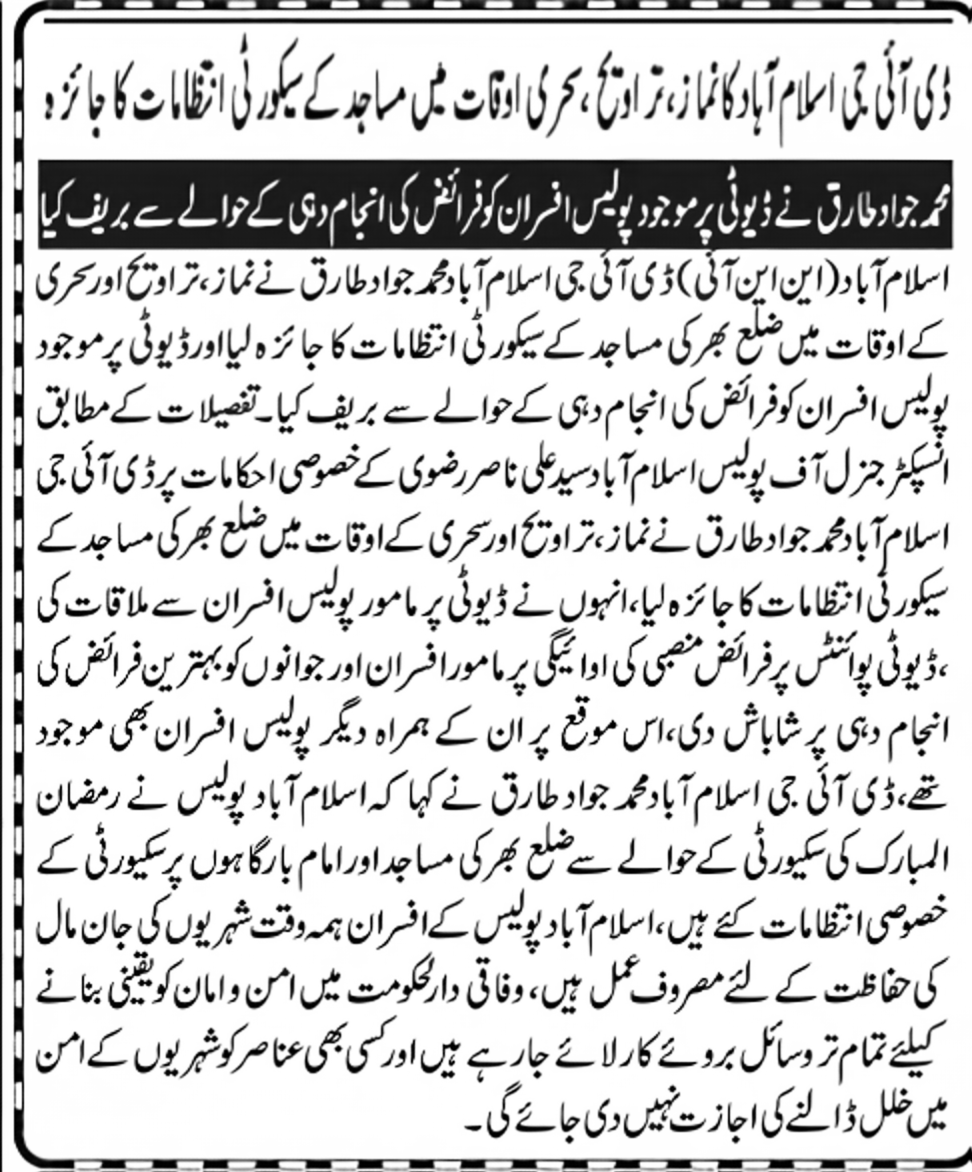 ڈی آئی جی اسلام آباد کا نماز، تراویح، سحری اوقات میں مساجد کے سیکورٹی انتظامات کا جائزہ
محمد جواد طارق نے ڈیوٹی پر موجود پولیس افسران کو فرائض کی انجام دہی کے حوالے سے بریف کیا
اسلام آباد (این این آئی) ڈی آئی جی اسلام آباد محمد جواد طارق نے نماز، تراویح اور سحری
کے اوقات میں ضلع بھر کی مساجد کے سیکورٹی انتظامات کا جائزہ لیا اور ڈیوٹی پر موجود
پولیس افسران کو فرائض کی انجام دہی کے حوالے سے بریف کیا۔ تفصیلات کے مطابق
انسپکٹر جنرل آف پولیس اسلام آباد سید علی ناصر رضوی کے خصوصی احکامات پر ڈی آئی جی
اسلام آباد محمد جواد طارق نے نماز، تراویح اور سحری کے اوقات میں ضلع بھر کی مساجد کے
سیکورٹی انتظامات کا جائزہ لیا، انہوں نے ڈیوٹی پر مامور پولیس افسران سے ملاقات کی
، ڈیوٹی پوائنٹس پر فرائض منصبی کی ادائیگی پر مامور افسران اور جوانوں کو بہترین فرائض کی
انجام دہی پر شاباش دی، اس موقع پر ان کے ہمراہ دیگر پولیس افسران بھی موجود
تھے، ڈی آئی جی اسلام آباد محمد جواد طارق نے کہا کہ اسلام آباد پولیس نے رمضان
المبارک کی سکیورٹی کے حوالے سے ضلع بھر کی مساجد اور امام بارگاہوں پر سکیورٹی کے
خصوصی انتظامات کئے ہیں، اسلام آباد پولیس کے افسران ہمہ وقت شہریوں کی جان مال
کی حفاظت کے لئے مصروف عمل ہیں، وفاقی دارلحکومت میں امن و امان کو یقینی بنانے
کیلئے تمام تر وسائل بروئے کار لائے جا رہے ہیں اور کسی بھی عناصر کو شہریوں کے امن
میں خلل ڈالنے کی اجازت نہیں دی جائے گی۔